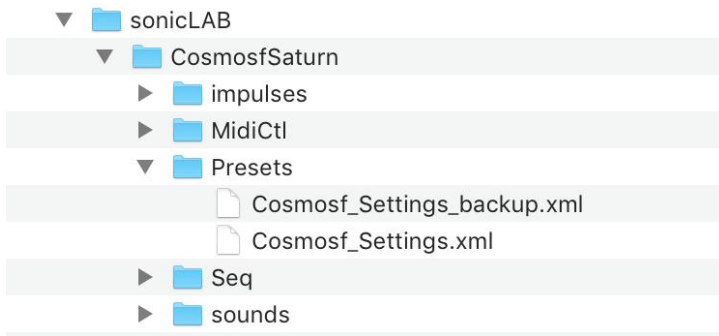 sonicLAB
CosmosfSaturn
impulses
MidiCtl
Presets
Cosmosf_Settings_backup.xml
Cosmosf_Settings.xml
Seq
sounds